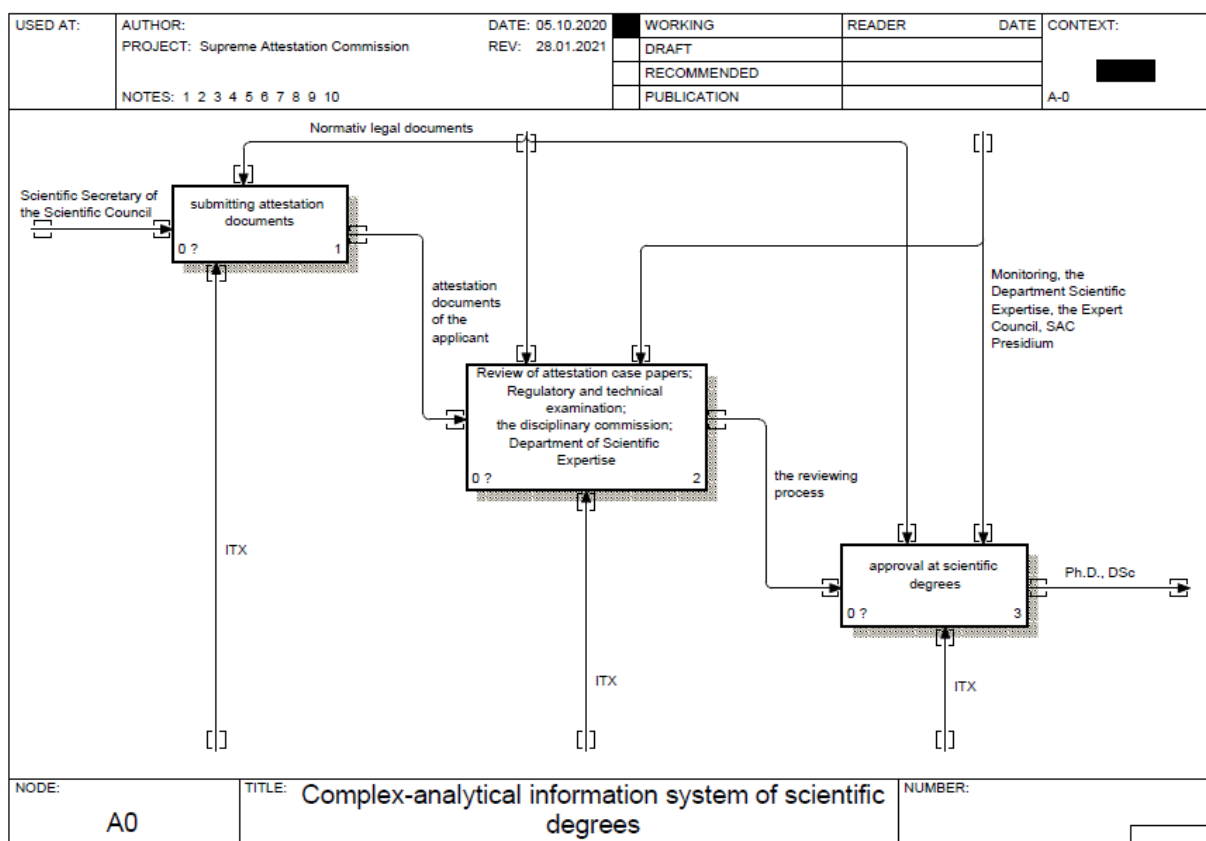 USED AT:
AUTHOR:
DATE: 05.10.2020
PROJECT: Supreme Attestation Commission
REV: 28.01.2021
NOTES: 1 2 3 4 5 6 7 8 9 10
WORKING
DRAFT
RECOMMENDED
PUBLICATION
READER
DATE
CONTEXT:
A-0
Normativ legal documents
Scientific Secretary of
the Scientific Council
submitting attestation
documents
0 ?
1
attestation
documents
of the
applicant
Monitoring, the
Department Scientific
Expertise, the Expert
Council, SAC
Presidium
Review of attestation case papers;
Regulatory and technical
examination;
the disciplinary commission;
Department of Scientific
Expertise
0 ?
2
the reviewing
process
ITX
approval at scientific
degrees
0 ?
3
Ph.D., DSc
ITX
ITX
NODE:
A0
TITLE:
Complex-analytical information system of scientific
degrees
NUMBER: